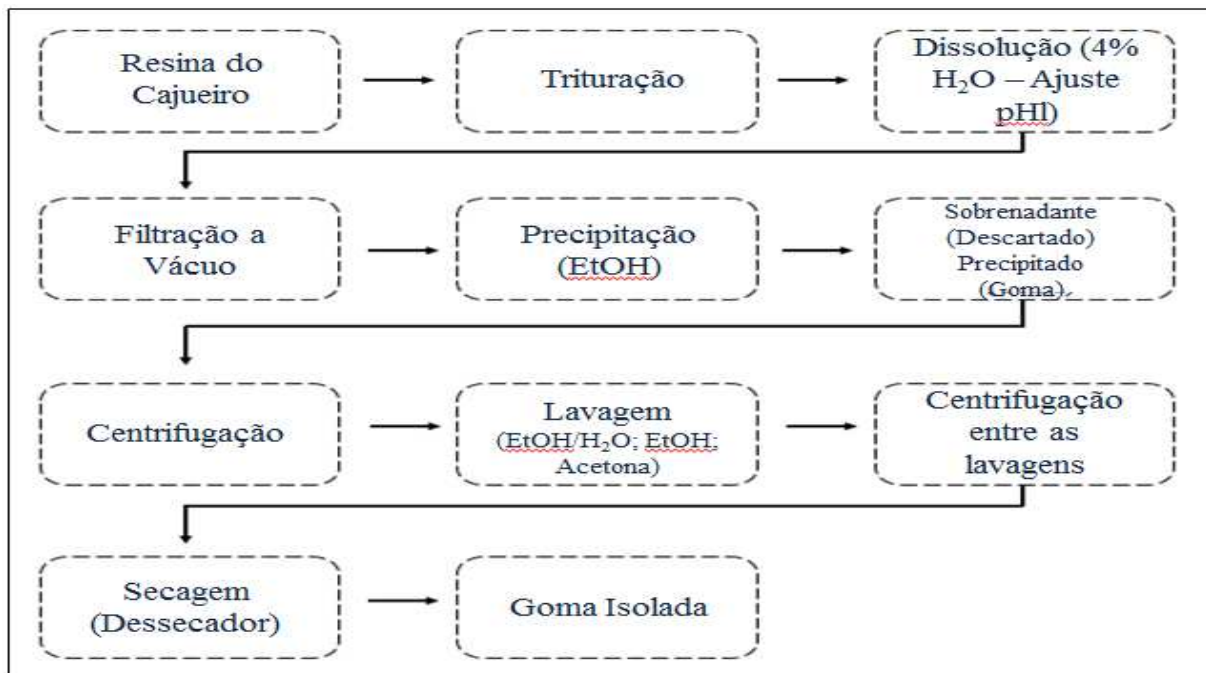 Resina do
Cajueiro
Trituração
Dissolução (4%
H₂O – Ajuste
pHl)
Filtração a
Vácuo
Precipitação
(EtOH)
Sobrenadante
(Descartado)
Precipitado
(Goma)
Centrifugação
Lavagem
(EtOH/H₂O; EtOH;
Acetona)
Centrifugação
entre as
lavagens
Secagem
(Dessecador)
Goma Isolada